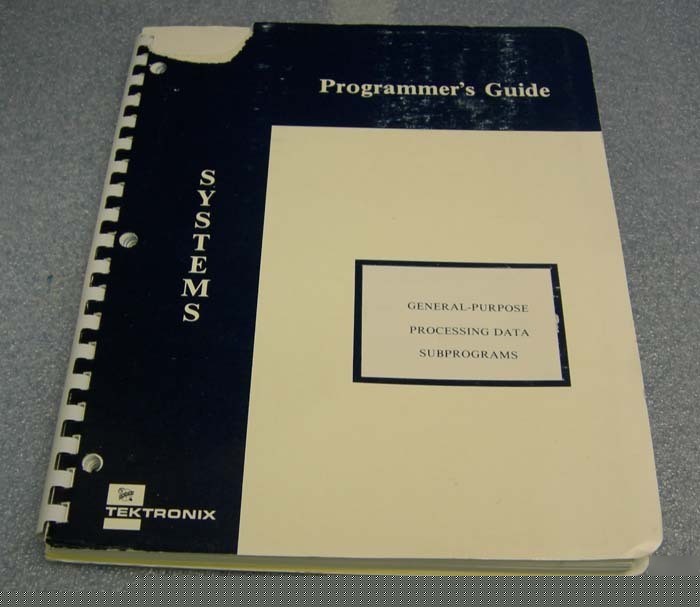 Programmer's Guide
SYSTEMS
GENERAL-PURPOSE
PROCESSING DATA
SUBPROGRAMS
TEKTRONIX